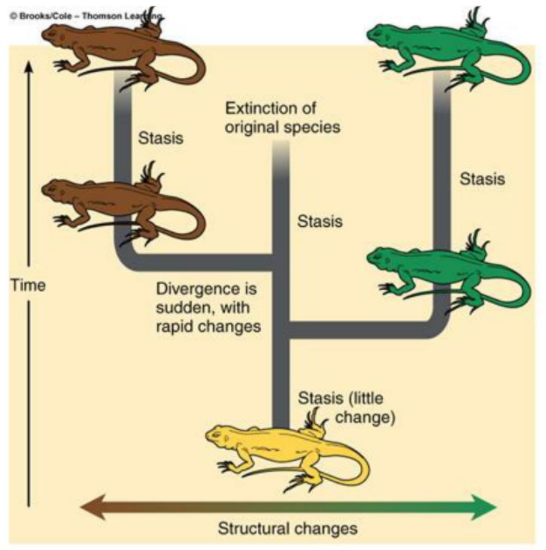 © Brooks/Cole – Thomson Learning
Extinction of
original species
Stasis
Stasis
Stasis
Time
Divergence is
sudden, with
rapid changes
Stasis (little
change)
Structural changes